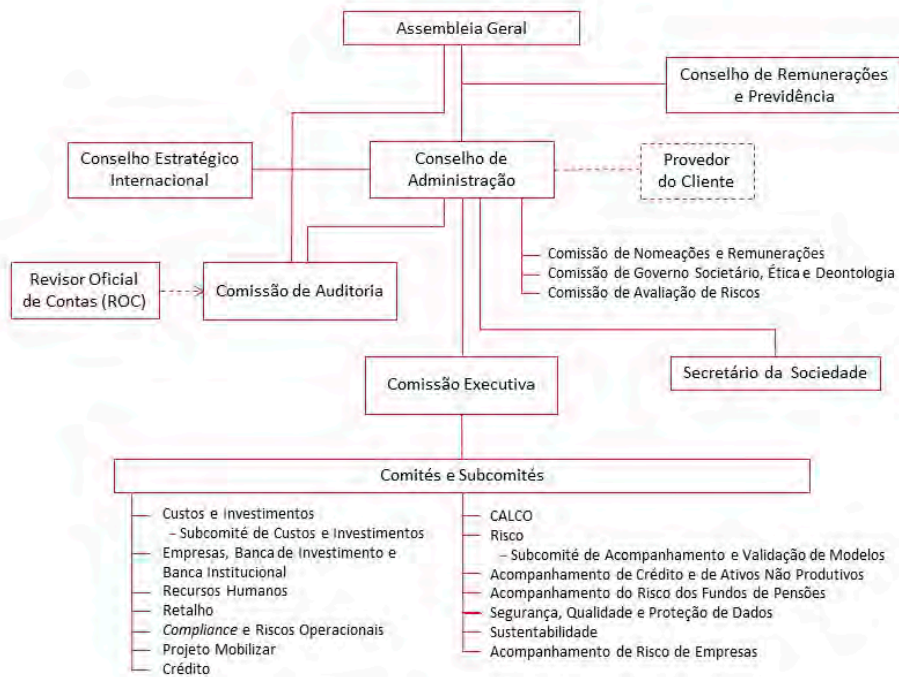 Assembleia Geral
Conselho de Remunerações
e Previdência
Conselho Estratégico
Internacional
Conselho de
Administração
Provedor
do Cliente
Comissão de Nomeações e Remunerações
Comissão de Governo Societário, Ética e Deontologia
Comissão de Avaliação de Riscos
Revisor Oficial
de Contas (ROC)
Comissão de Auditoria
Comissão Executiva
Secretário da Sociedade
Comités e Subcomités
Custos e Investimentos
– Subcomité de Custos e Investimentos
Empresas, Banca de Investimento e
Banca Institucional
Recursos Humanos
Retalho
Compliance e Riscos Operacionais
Projeto Mobilizar
Crédito
CALCO
Risco
– Subcomité de Acompanhamento e Validação de Modelos
Acompanhamento de Crédito e de Ativos Não Produtivos
Acompanhamento do Risco dos Fundos de Pensões
Segurança, Qualidade e Proteção de Dados
Sustentabilidade
Acompanhamento de Risco de Empresas